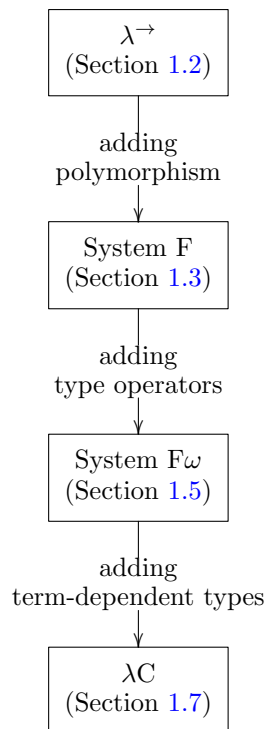 λ→
(Section 1.2)
adding
polymorphism
System F
(Section 1.3)
adding
type operators
System Fω
(Section 1.5)
adding
term-dependent types
λC
(Section 1.7)